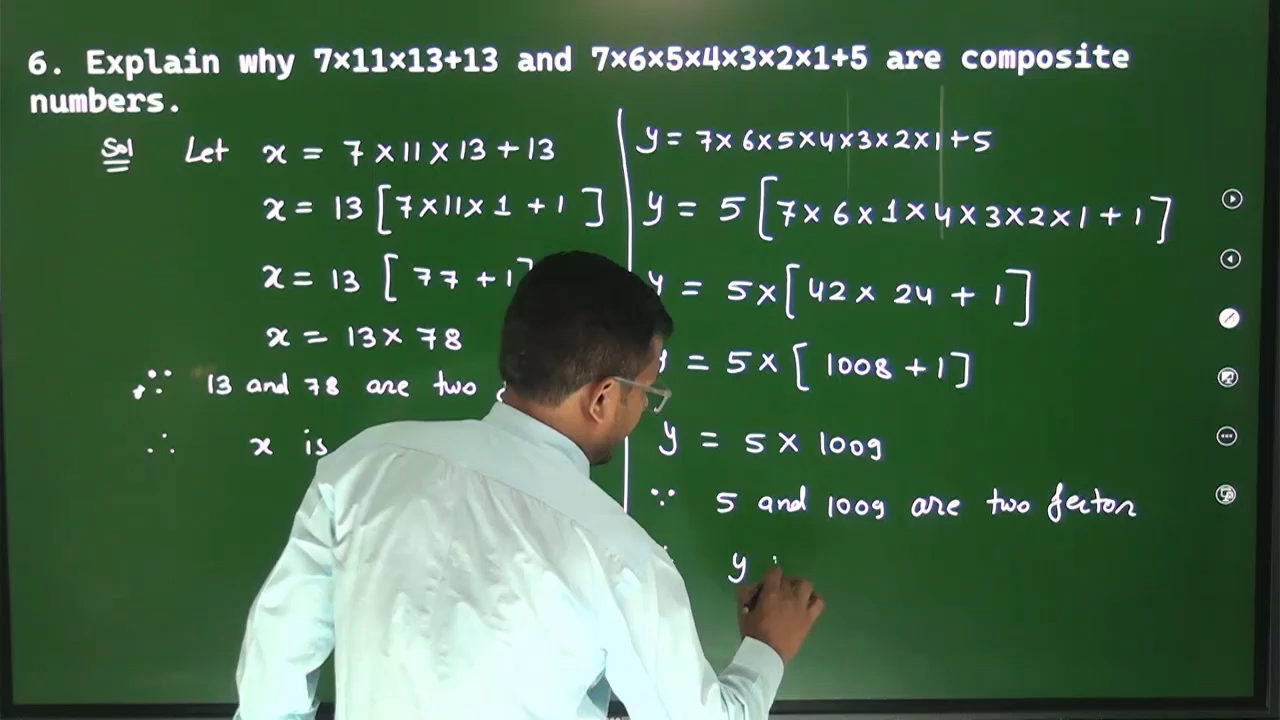 6. Explain why 7×11×13+13 and 7×6×5×4×3×2×1+5 are composite
numbers.
Sol Let x = 7×11×13+13
x = 13[7×11×1+1]
x = 13[77+1]
x = 13×78
∵ 13 and 78 are two
∴ x is
y = 7×6×5×4×3×2×1+5
y = 5[7×6×1×4×3×2×1+1]
y = 5×[42×24+1]
y = 5×[1008+1]
y = 5×1009
∵ 5 and 1009 are two factor
y